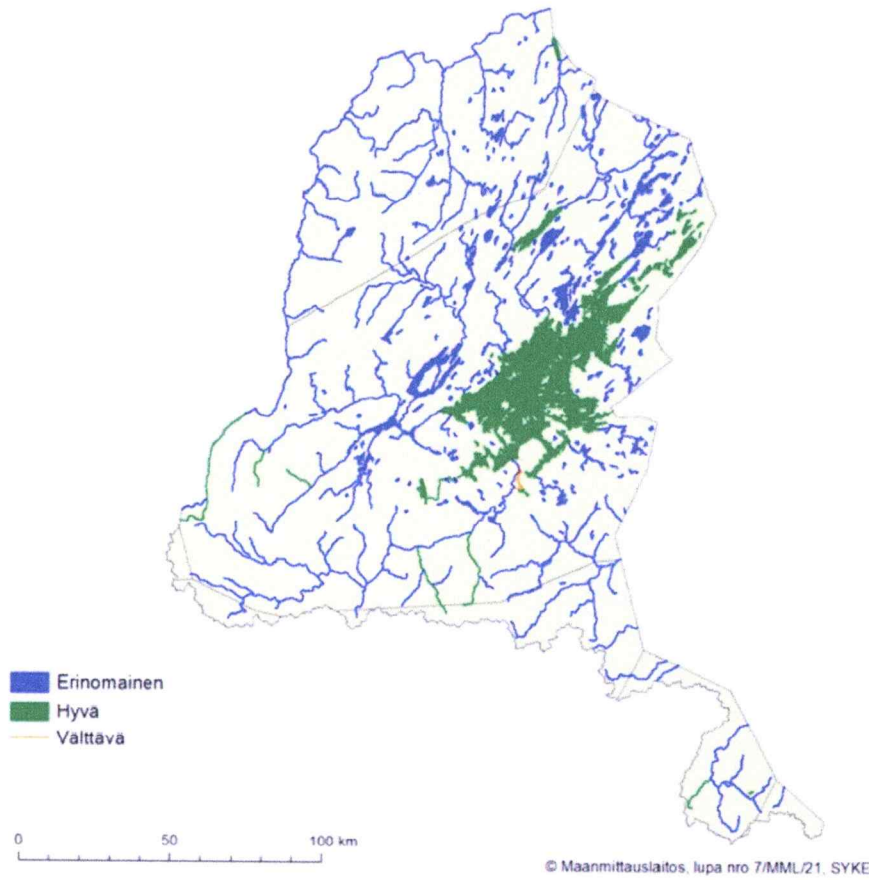 Erinomainen
Hyvä
Välttävä
0 50 100 km
© Maanmittauslaitos, lupa nro 7/MML/21, SYKE